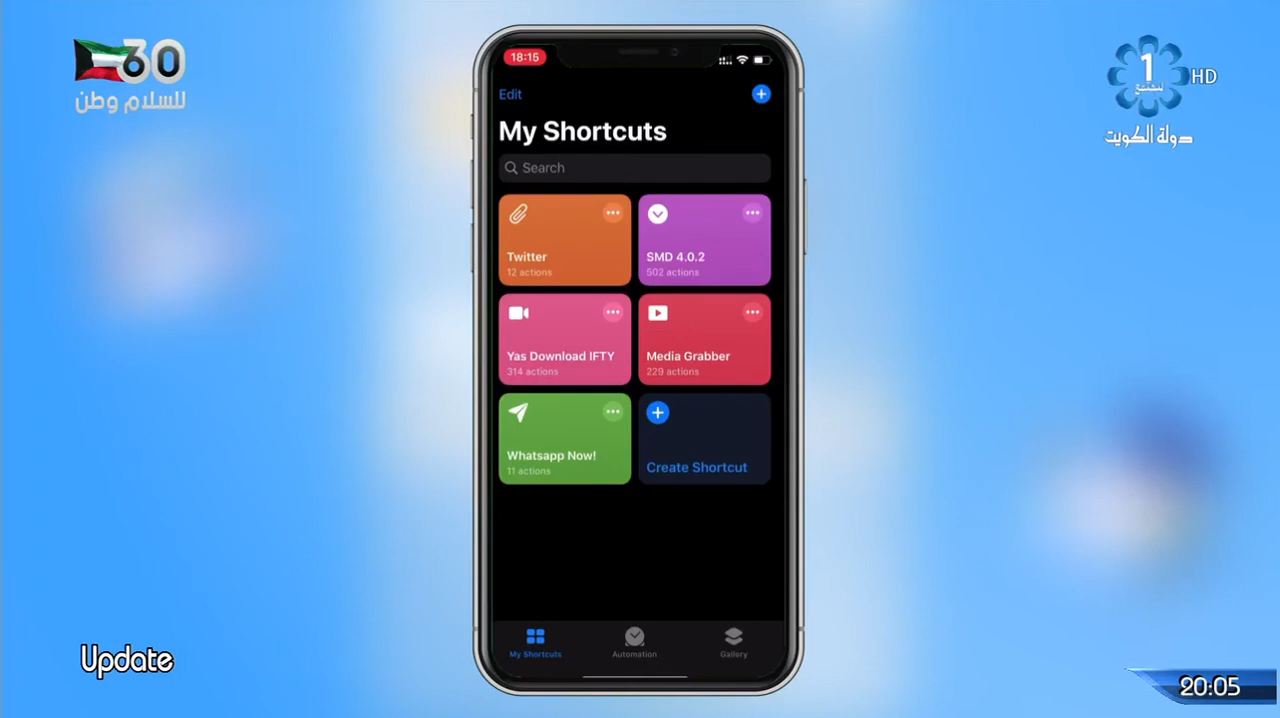 60
للسلام وطن
1
HD
دولة الكويت
18:15
Edit
My Shortcuts
Search
Twitter
12 actions
SMD 4.0.2
502 actions
Yas Download IFTY
314 actions
Media Grabber
229 actions
Whatsapp Now!
11 actions
Create Shortcut
My Shortcuts
Automation
Gallery
Update
20:05